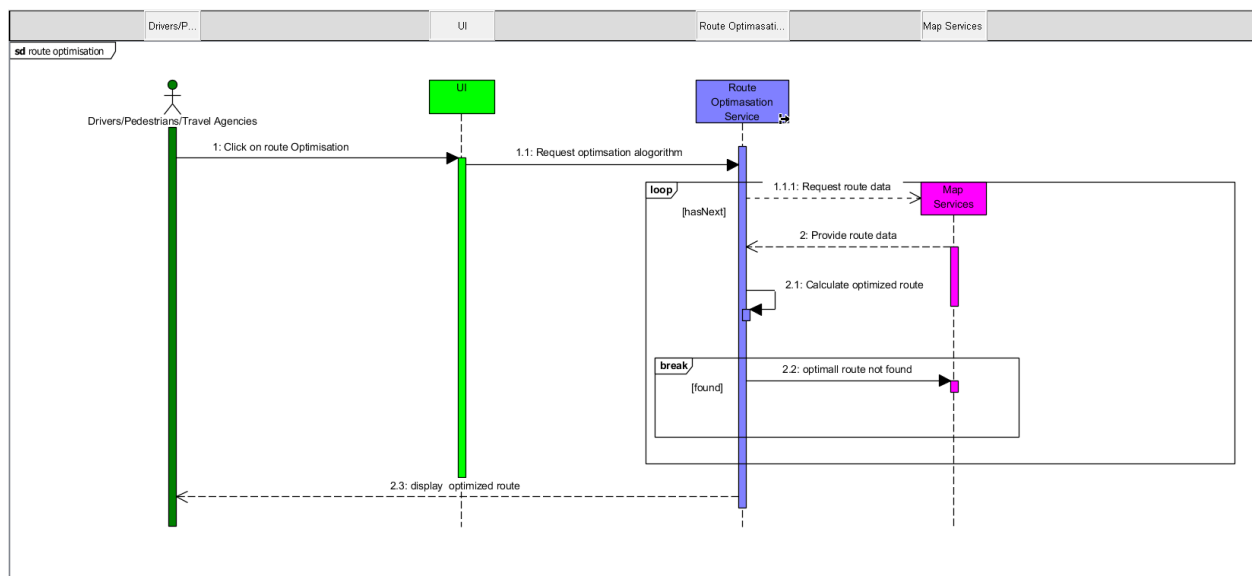 Drivers/P...
UI
Route Optimasati...
Map Services
sd route optimisation
Drivers/Pedestrians/Travel Agencies
UI
Route
Optimasation
Service
1: Click on route Optimisation
1.1: Request optimsation alogorithm
loop
1.1.1: Request route data
Map
Services
[hasNext]
2: Provide route data
2.1: Calculate optimized route
break
2.2: optimall route not found
[found]
2.3: display optimized route